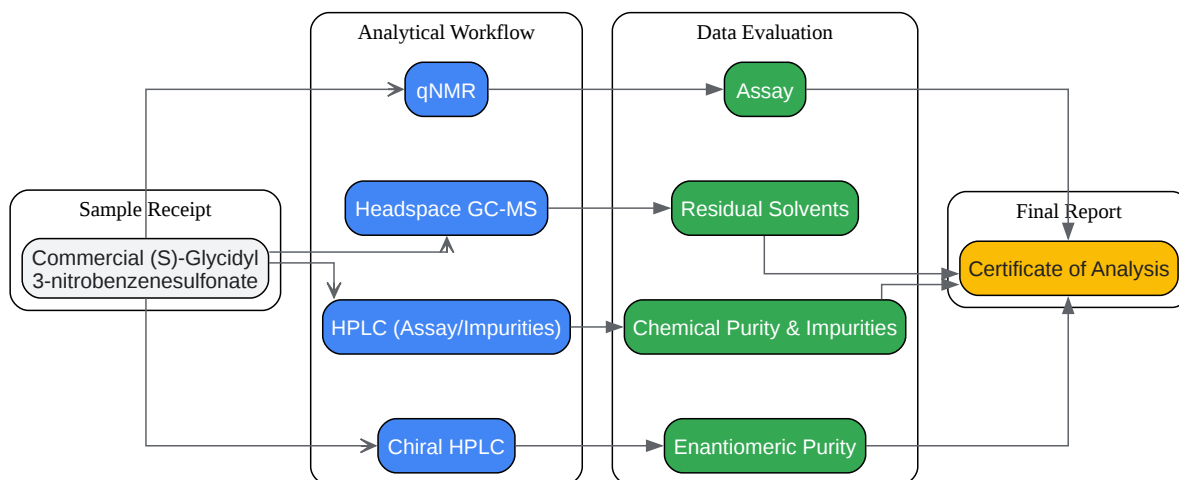 Analytical Workflow
Data Evaluation
qNMR
Assay
Sample Receipt
Commercial (S)-Glycidyl
3-nitrobenzenesulfonate
Headspace GC-MS
Residual Solvents
Final Report
Certificate of Analysis
HPLC (Assay/Impurities)
Chemical Purity & Impurities
Chiral HPLC
Enantiomeric Purity